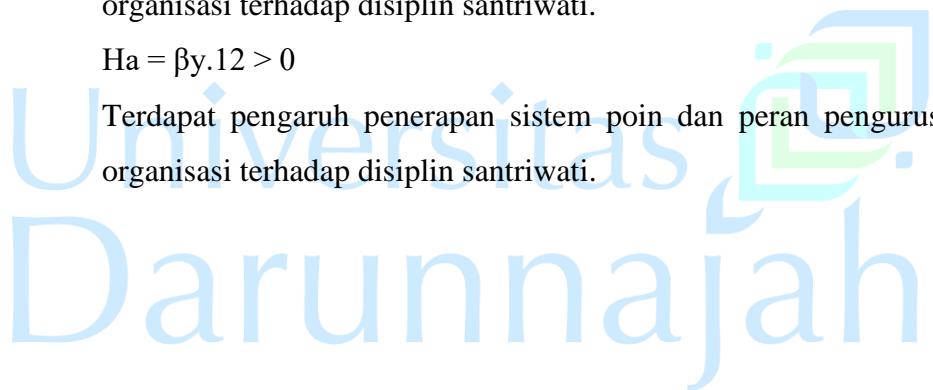 organisasi terhadap disiplin santriwati.
Ha = βy.12 > 0
Terdapat pengaruh penerapan sistem poin dan peran pengurus
organisasi terhadap disiplin santriwati.
Universitas
Darunnajah